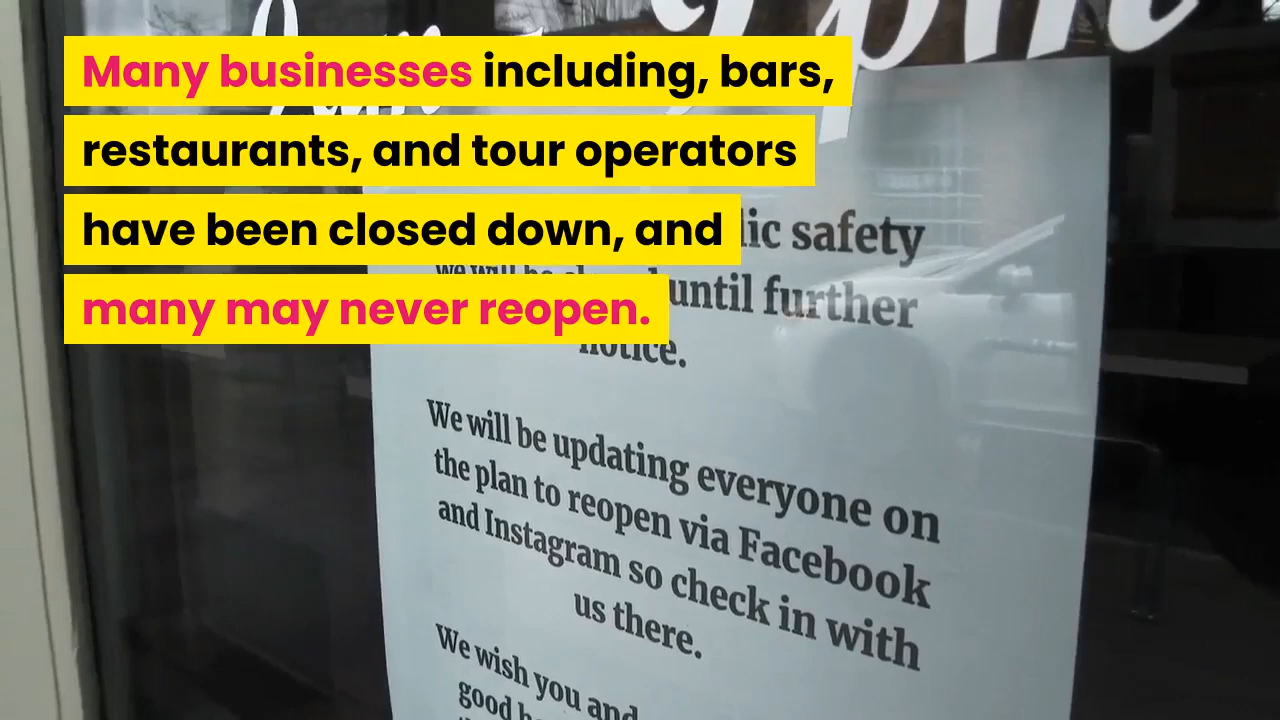 Many businesses including, bars,
restaurants, and tour operators
have been closed down, and
many may never reopen.
safety
until further
notice.
We will be updating everyone on
the plan to reopen via Facebook
and Instagram so check in with
us there.
We wish you and
good